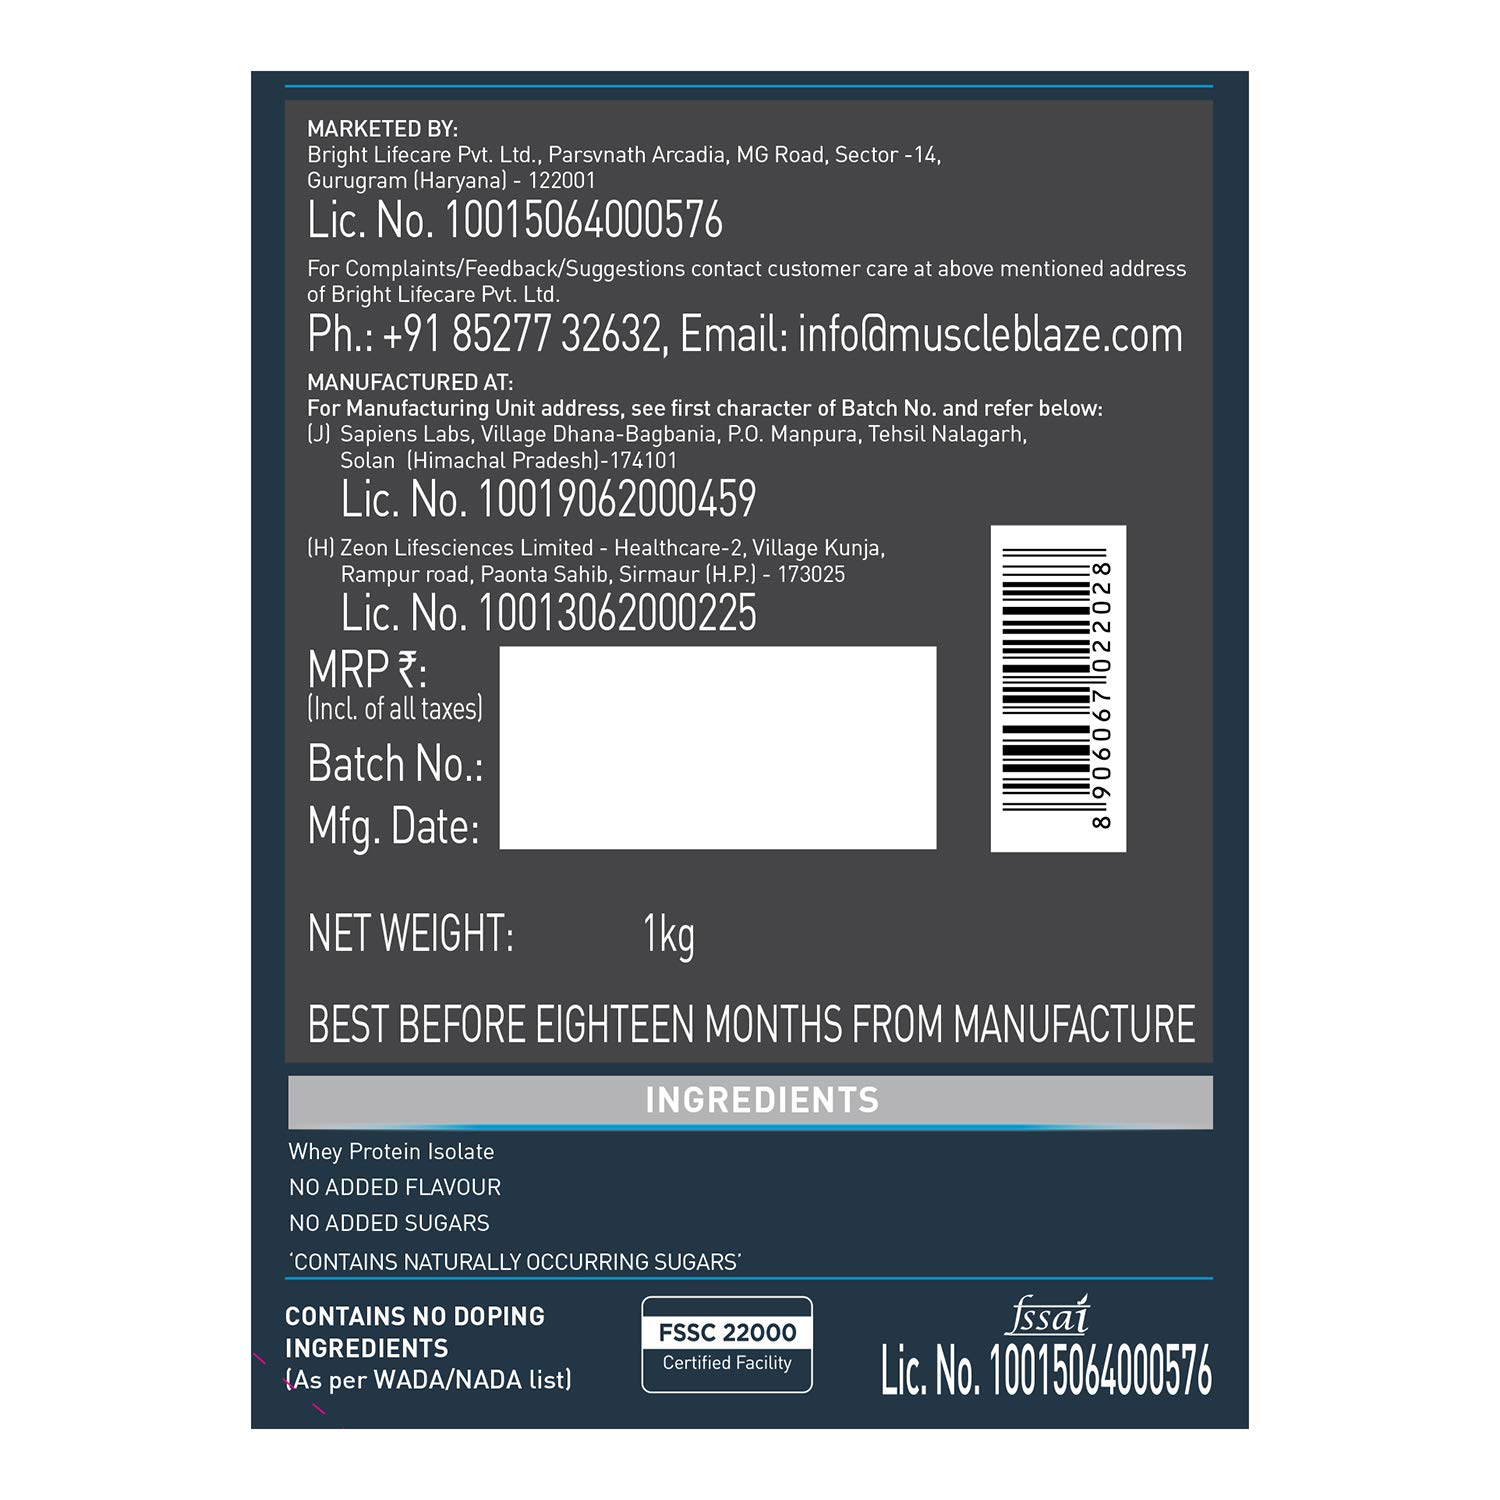 MARKETED BY:
Bright Lifecare Pvt. Ltd., Parsvnath Arcadia, MG Road, Sector -14,
Gurugram (Haryana) - 122001
Lic. No. 10015064000576
For Complaints/Feedback/Suggestions contact customer care at above mentioned address
of Bright Lifecare Pvt. Ltd.
Ph.: +91 85277 32632, Email: info@muscleblaze.com
MANUFACTURED AT:
For Manufacturing Unit address, see first character of Batch No. and refer below:
(J) Sapiens Labs, Village Dhana-Bagbania, P.O. Manpura, Tehsil Nalagarh,
Solan (Himachal Pradesh)-174101
Lic. No. 10019062000459
(H) Zeon Lifesciences Limited - Healthcare-2, Village Kunja,
Rampur road, Paonta Sahib, Sirmaur (H.P.) - 173025
Lic. No. 10013062000225
MRP ₹:
(Incl. of all taxes)
Batch No.:
Mfg. Date:
8 906067 022028
NET WEIGHT: 1kg
BEST BEFORE EIGHTEEN MONTHS FROM MANUFACTURE
INGREDIENTS
Whey Protein Isolate
NO ADDED FLAVOUR
NO ADDED SUGARS
‘CONTAINS NATURALLY OCCURRING SUGARS’
CONTAINS NO DOPING
INGREDIENTS
(As per WADA/NADA list)
FSSC 22000
Certified Facility
fssai
Lic. No. 10015064000576